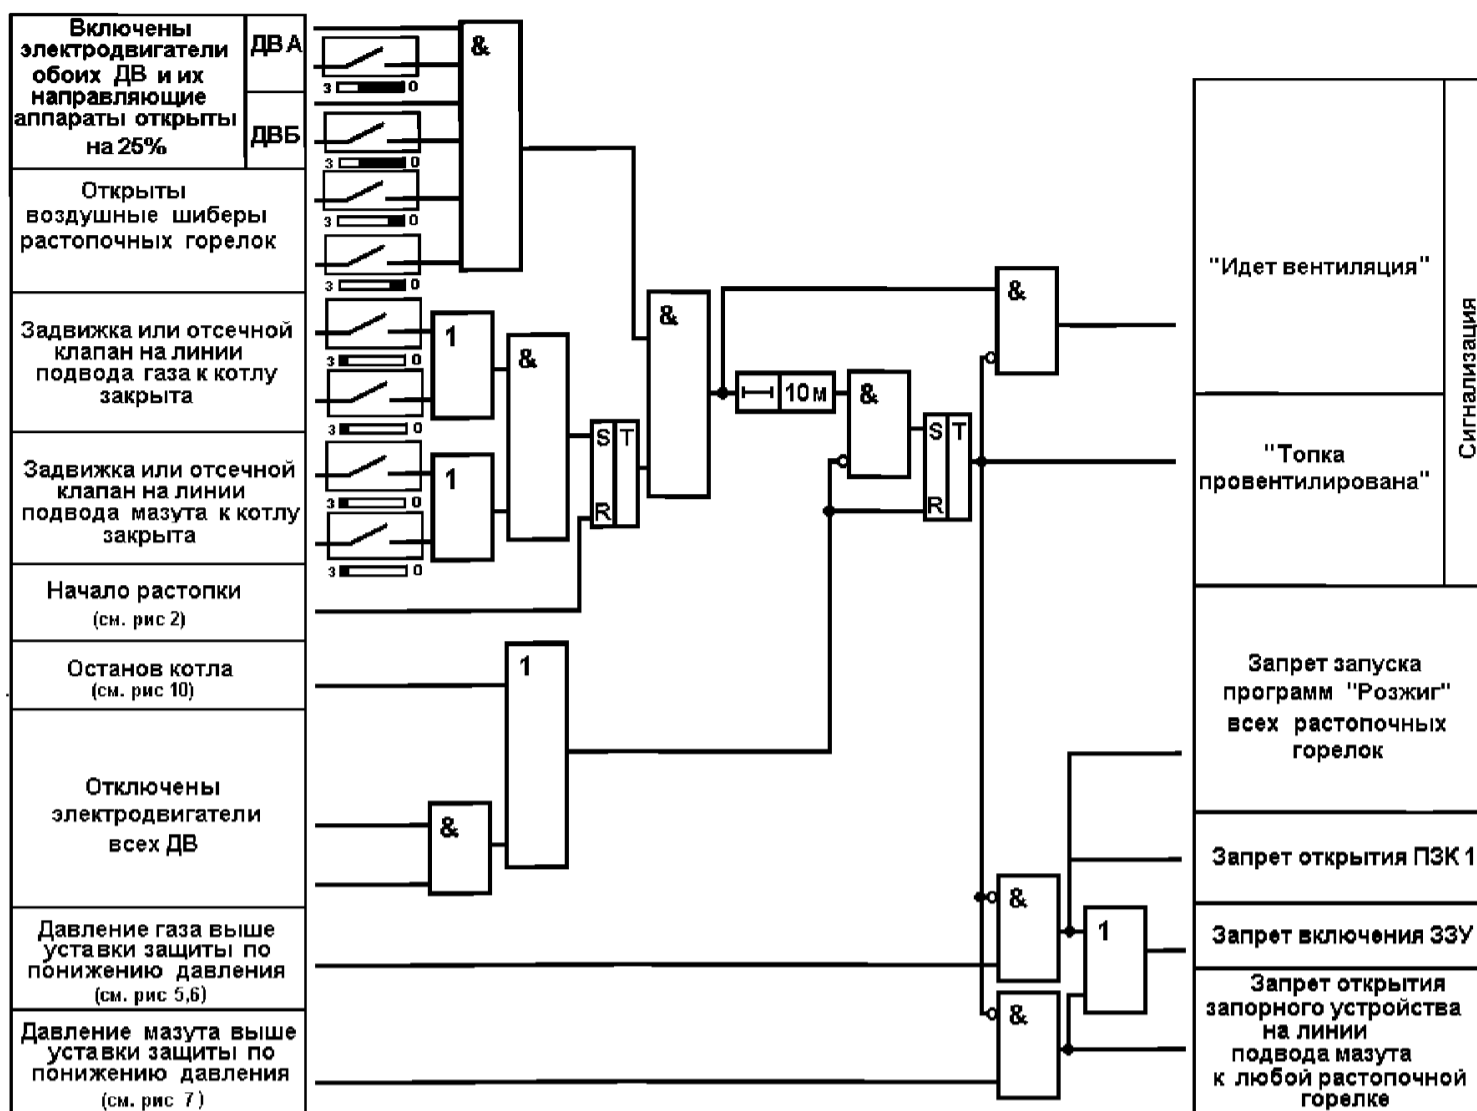 Включены
электродвигатели
обоих ДВ и их
направляющие
аппараты открыты
на 25%
ДВА
ДВБ
Открыты
воздушные шиберы
растопочных горелок
Задвижка или отсечной
клапан на линии
подвода газа к котлу
закрыта
Задвижка или отсечной
клапан на линии
подвода мазута к котлу
закрыта
Начало растопки
(см. рис 2)
Останов котла
(см. рис 10)
Отключены
электродвигатели
всех ДВ
Давление газа выше
уставки защиты по
понижению давления
(см. рис 5,6)
Давление мазута выше
уставки защиты по
понижению давления
(см. рис 7)
З О
З О
З О
З О
З О
З О
З О
З О
&
1
1
&
S T
R
&
10 м
&
S T
R
&
1
&
&
&
1
"Идет вентиляция"
"Топка
провентилирована"
Сигнализация
Запрет запуска
программ "Розжиг"
всех растопочных
горелок
Запрет открытия ПЗК 1
Запрет включения ЗЗУ
Запрет открытия
запорного устройства
на линии
подвода мазута
к любой растопочной
горелке